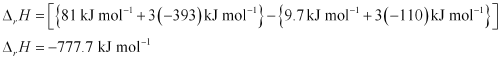 ΔᵣH = [{81 kJ mol⁻¹ + 3(−393) kJ mol⁻¹} − {9.7 kJ mol⁻¹ + 3(−110) kJ mol⁻¹}]
ΔᵣH = −777.7 kJ mol⁻¹